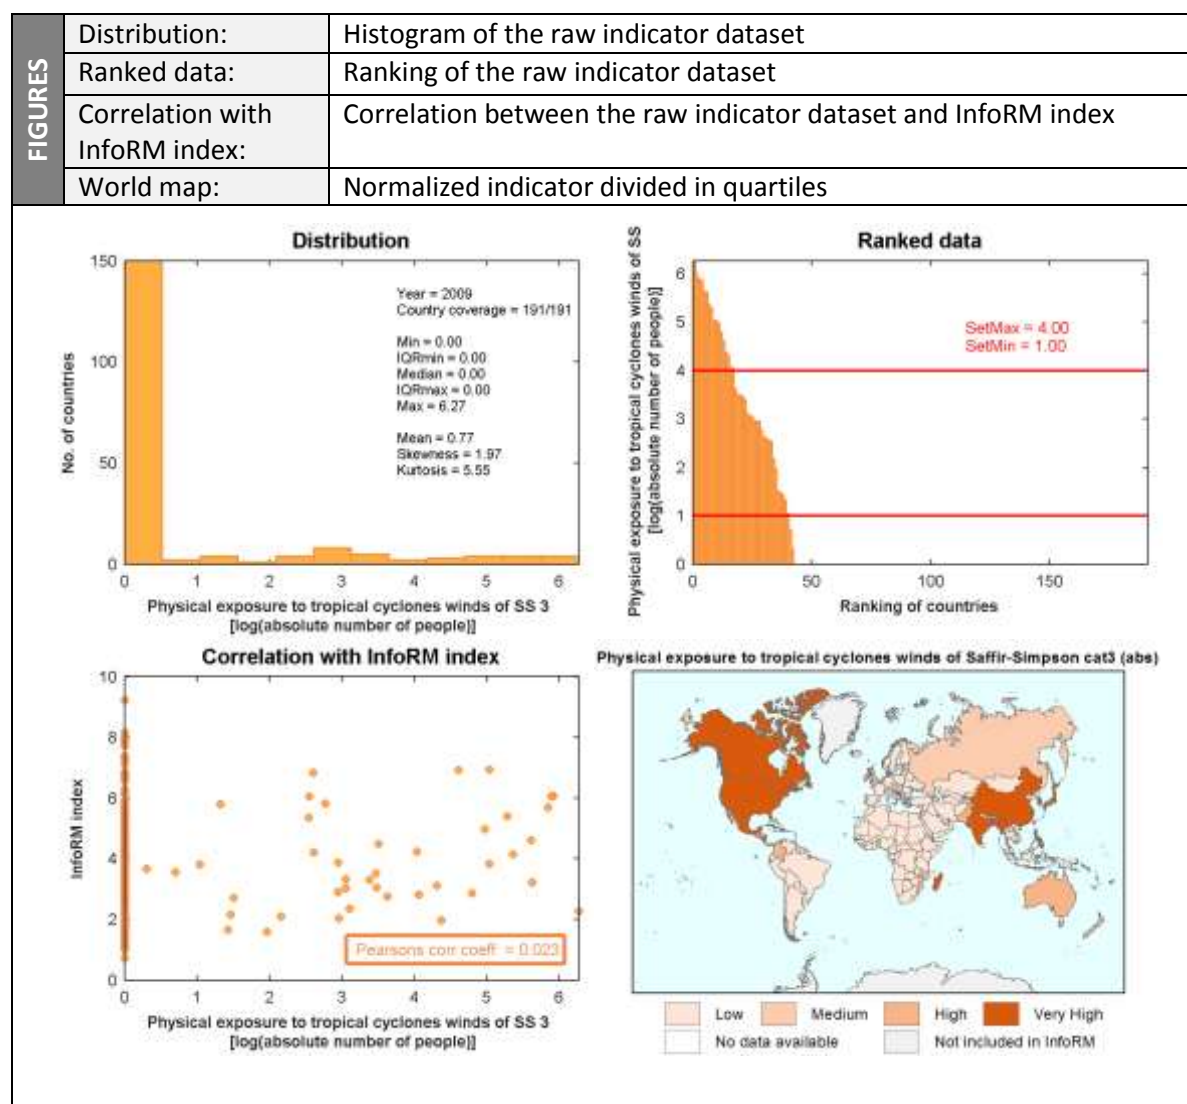 FIGURES
Distribution:
Histogram of the raw indicator dataset
Ranked data:
Ranking of the raw indicator dataset
Correlation with
InfoRM index:
Correlation between the raw indicator dataset and InfoRM index
World map:
Normalized indicator divided in quartiles
Distribution
No. of countries
150
100
50
0
Year = 2009
Country coverage = 191/191
Min = 0.00
IQRmin = 0.00
Median = 0.00
IQRmax = 0.00
Max = 6.27
Mean = 0.77
Skewness = 1.97
Kurtosis = 5.55
0 1 2 3 4 5 6
Physical exposure to tropical cyclones winds of SS 3
[log(absolute number of people)]
Ranked data
Physical exposure to tropical cyclones winds of SS
[log(absolute number of people)]
6
5
4
3
2
1
0
SetMax = 4.00
SetMin = 1.00
0 50 100 150
Ranking of countries
Correlation with InfoRM index
InfoRM index
10
8
6
4
2
0
Pearsons corr coeff = 0.023
0 1 2 3 4 5 6
Physical exposure to tropical cyclones winds of SS 3
[log(absolute number of people)]
Physical exposure to tropical cyclones winds of Saffir-Simpson cat3 (abs)
Low Medium High Very High
No data available Not included in InfoRM